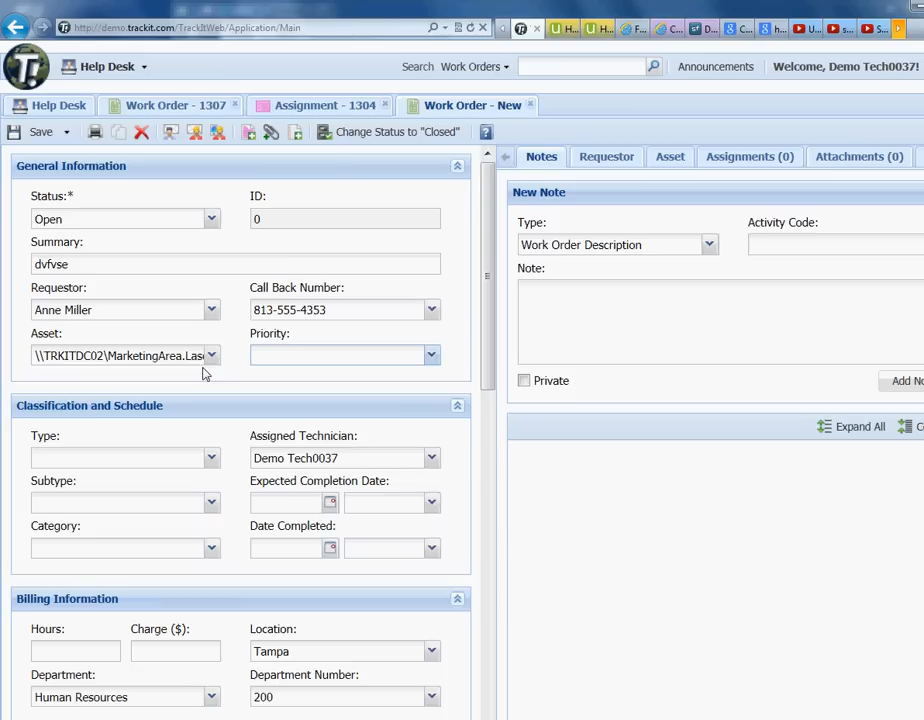 http://demo.trackit.com/TrackItWeb/Application/Main
H...
H...
F...
C...
D...
C...
h...
U...
s...
S...
T!
Help Desk
Search Work Orders
Announcements
Welcome, Demo Tech0037!
Help Desk
Work Order - 1307
Assignment - 1304
Work Order - New
Save
Change Status to "Closed"
General Information
Status:*
ID:
Open
0
Summary:
dvfvse
Requestor:
Call Back Number:
Anne Miller
813-555-4353
Asset:
Priority:
\\TRKITDC02\MarketingArea.Las
Classification and Schedule
Type:
Assigned Technician:
Demo Tech0037
Subtype:
Expected Completion Date:
Category:
Date Completed:
Billing Information
Hours:
Charge ($):
Location:
Tampa
Department:
Department Number:
Human Resources
200
Notes
Requestor
Asset
Assignments (0)
Attachments (0)
New Note
Type:
Activity Code:
Work Order Description
Note:
Private
Add No
Expand All
C